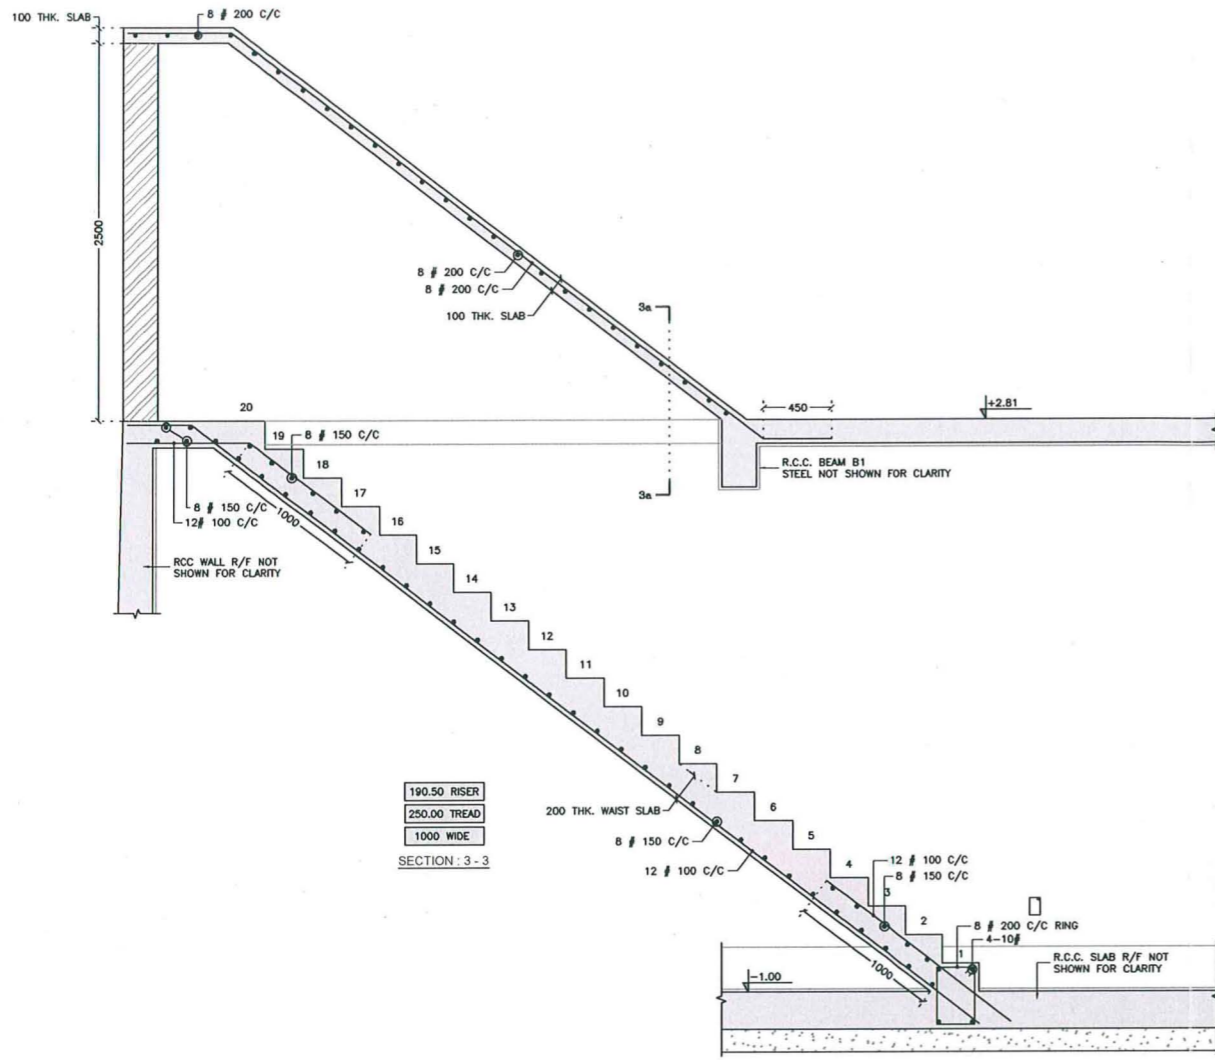 8 # 200 C/C
100 THK. SLAB
2500
8 # 200 C/C
8 # 200 C/C
100 THK. SLAB
3a
450
+2.81
20
19
8 # 150 C/C
R.C.C. BEAM B1
STEEL NOT SHOWN FOR CLARITY
18
3a
17
8 # 150 C/C
12# 100 C/C
1000
16
RCC WALL R/F NOT
SHOWN FOR CLARITY
15
14
13
12
11
10
9
8
7
190.50 RISER
250.00 TREAD
1000 WIDE
SECTION : 3 - 3
200 THK. WAIST SLAB
6
8 # 150 C/C
5
12 # 100 C/C
4
12 # 100 C/C
8 # 150 C/C
3
2
8 # 200 C/C RING
4-10#
1
R.C.C. SLAB R/F NOT
SHOWN FOR CLARITY
1000
-1.00